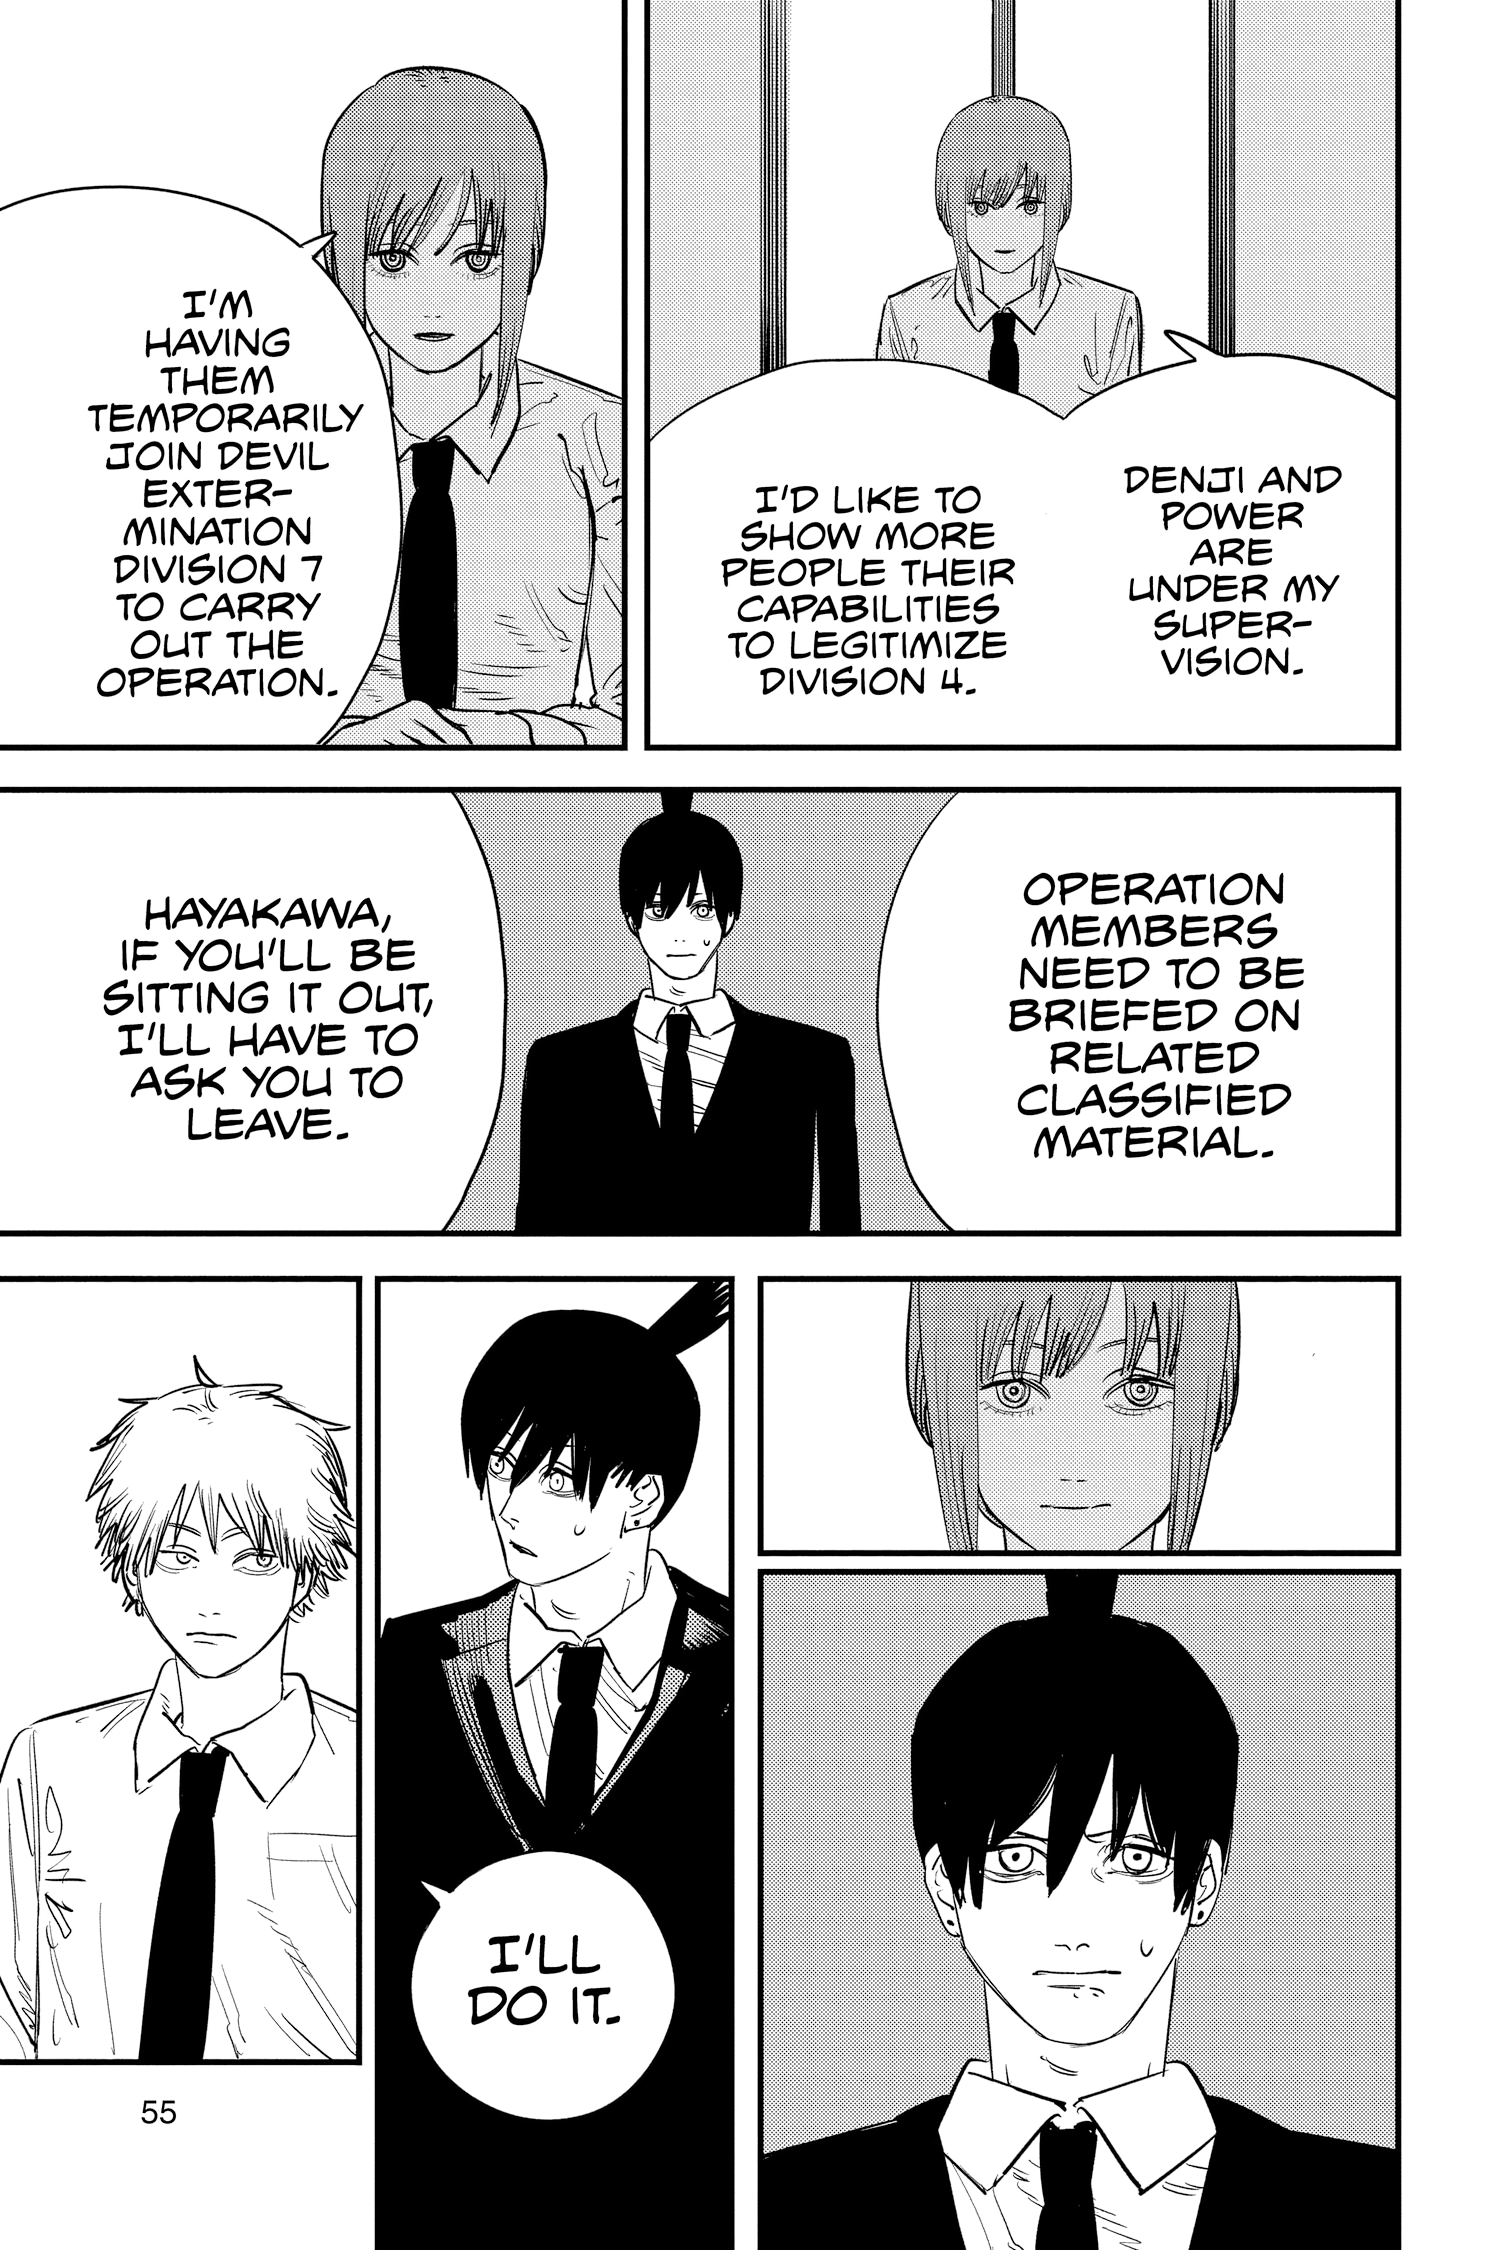 DENJI AND
POWER
ARE
UNDER MY
SUPER-
VISION.
I'D LIKE TO
SHOW MORE
PEOPLE THEIR
CAPABILITIES
TO LEGITIMIZE
DIVISION 4.
I'M
HAVING
THEM
TEMPORARILY
JOIN DEVIL
EXTER-
MINATION
DIVISION 7
TO CARRY
OUT THE
OPERATION.
OPERATION
MEMBERS
NEED TO BE
BRIEFED ON
RELATED
CLASSIFIED
MATERIAL.
HAYAKAWA,
IF YOU'LL BE
SITTING IT OUT,
I'LL HAVE TO
ASK YOU TO
LEAVE.
I'LL
DO IT.
55